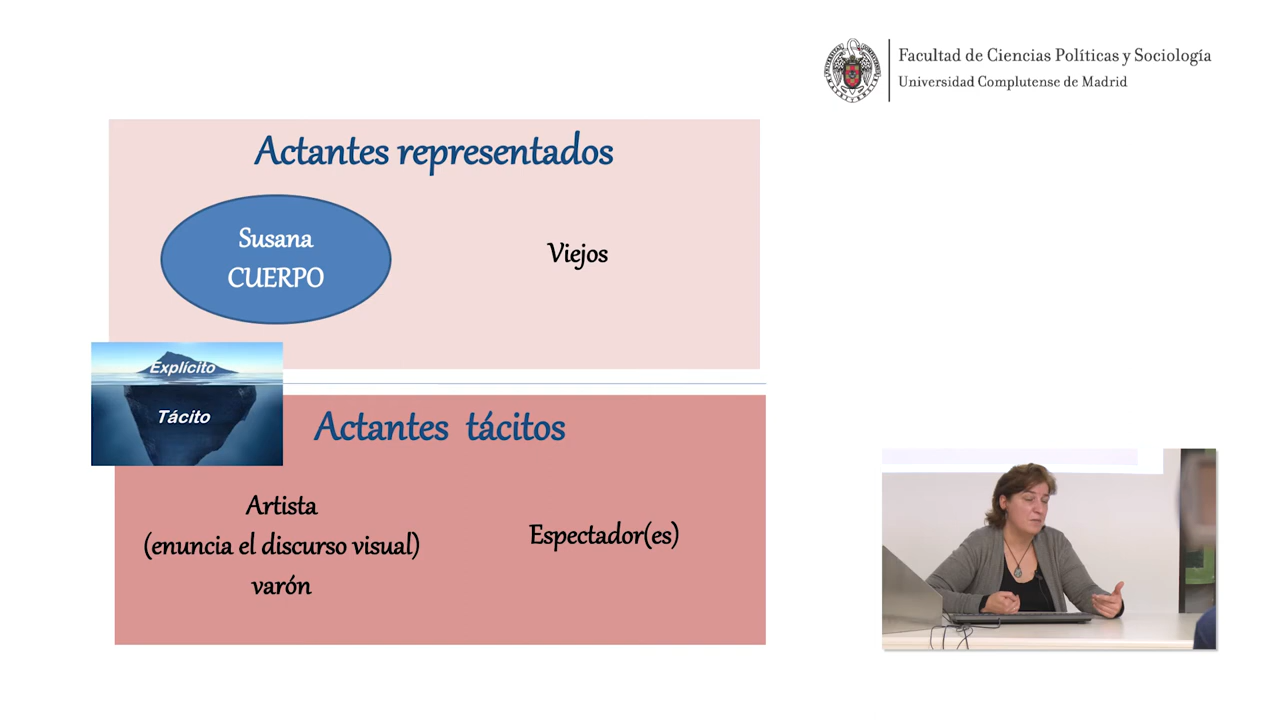 Facultad de Ciencias Políticas y Sociología
Universidad Complutense de Madrid
Actantes representados
Susana
CUERPO
Viejos
Explícito
Tácito
Actantes tácitos
Artista
(enuncia el discurso visual)
varón
Espectador(es)